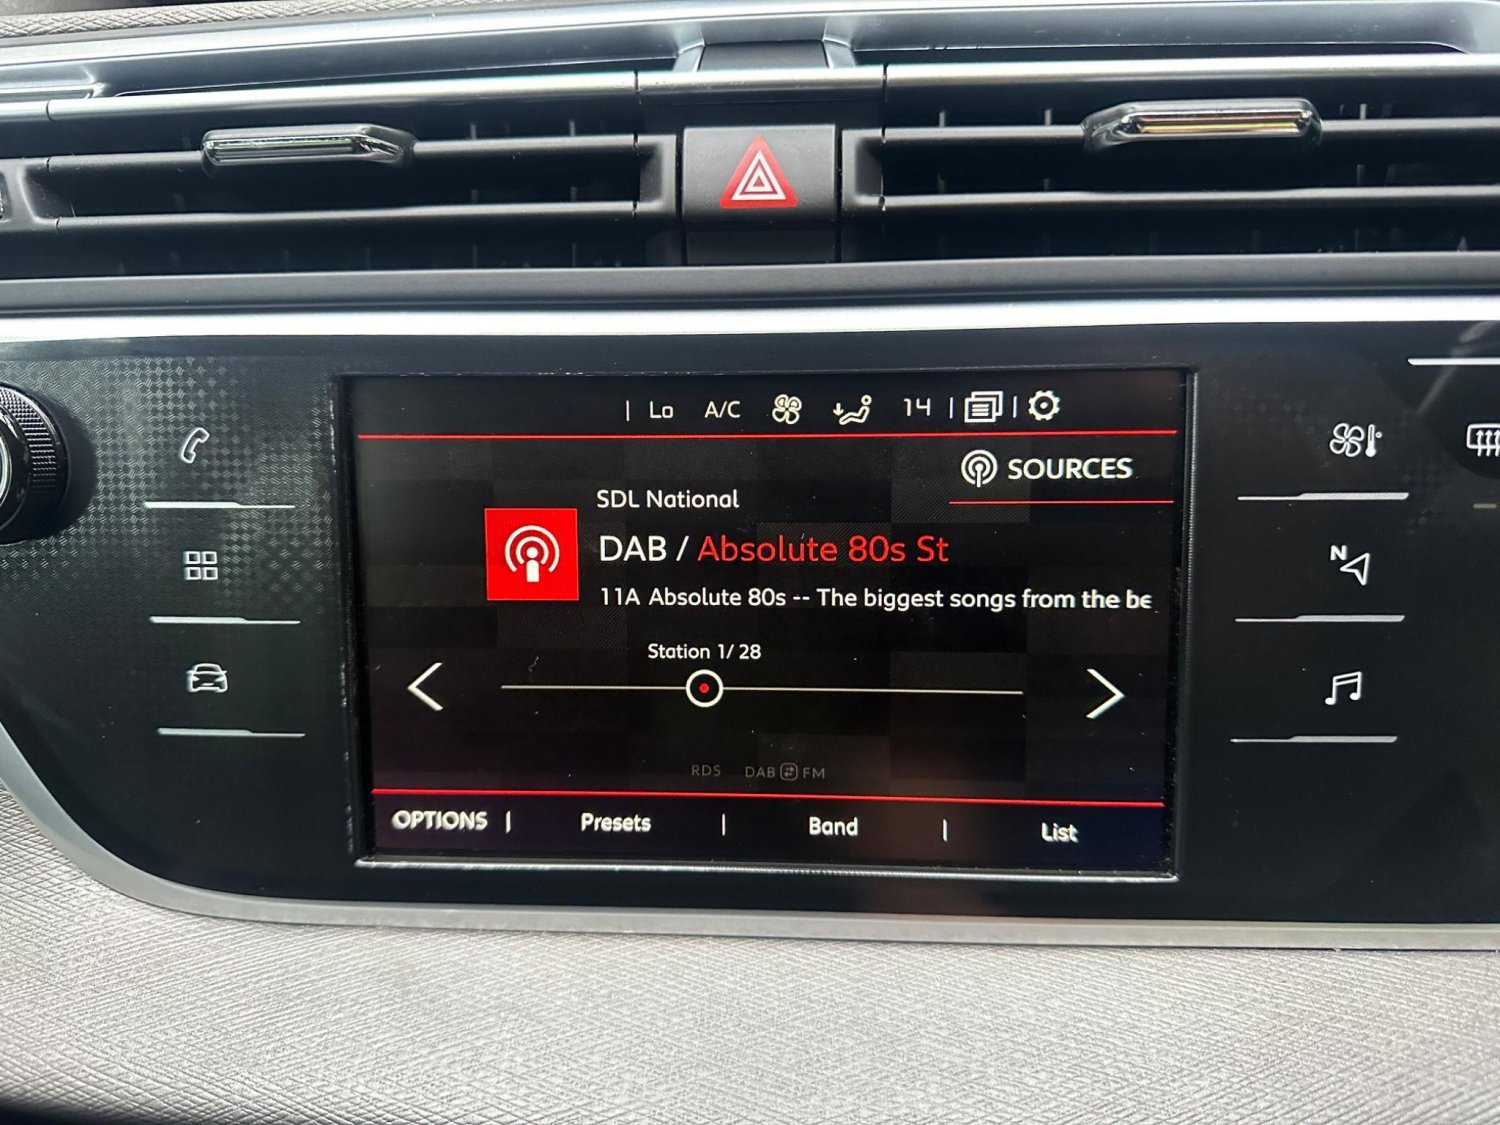 Lo A/C 14
SOURCES
SDL National
DAB / Absolute 80s St
11A Absolute 80s -- The biggest songs from the be
Station 1/ 28
RDS DAB FM
OPTIONS | Presets | Band | List
N